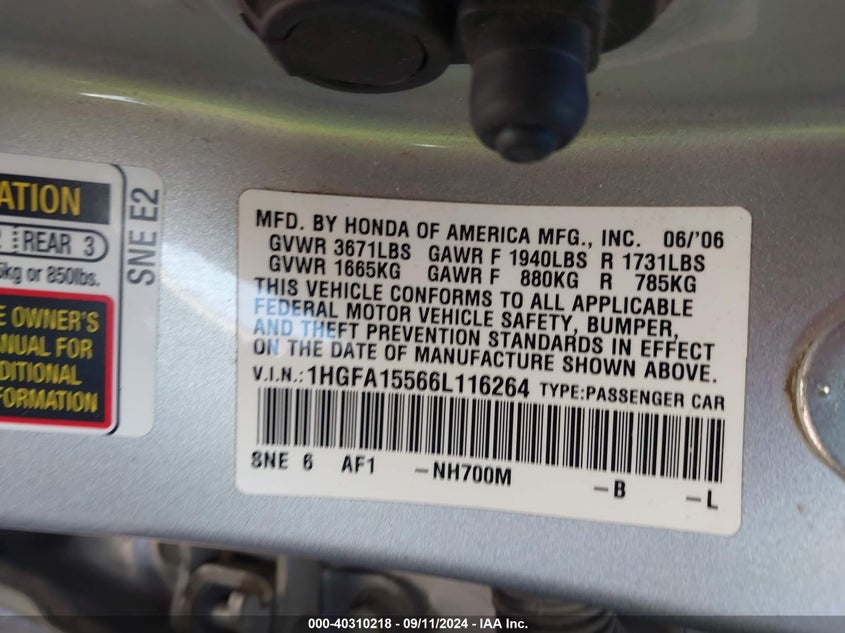 ATION
REAR 3
kg or 850lbs.
E OWNER'S
NUAL FOR
DITIONAL
FORMATION
SNE E2
MFD. BY HONDA OF AMERICA MFG., INC. 06/'06
GVWR 3671LBS GAWR F 1940LBS R 1731LBS
GVWR 1665KG GAWR F 880KG R 785KG
THIS VEHICLE CONFORMS TO ALL APPLICABLE
FEDERAL MOTOR VEHICLE SAFETY, BUMPER,
AND THEFT PREVENTION STANDARDS IN EFFECT
ON THE DATE OF MANUFACTURE SHOWN ABOVE.
V.I.N.:1HGFA15566L116264 TYPE:PASSENGER CAR
SNE 6 AF1 -NH700M -B -L
000-40310218 - 09/11/2024 - IAA Inc.